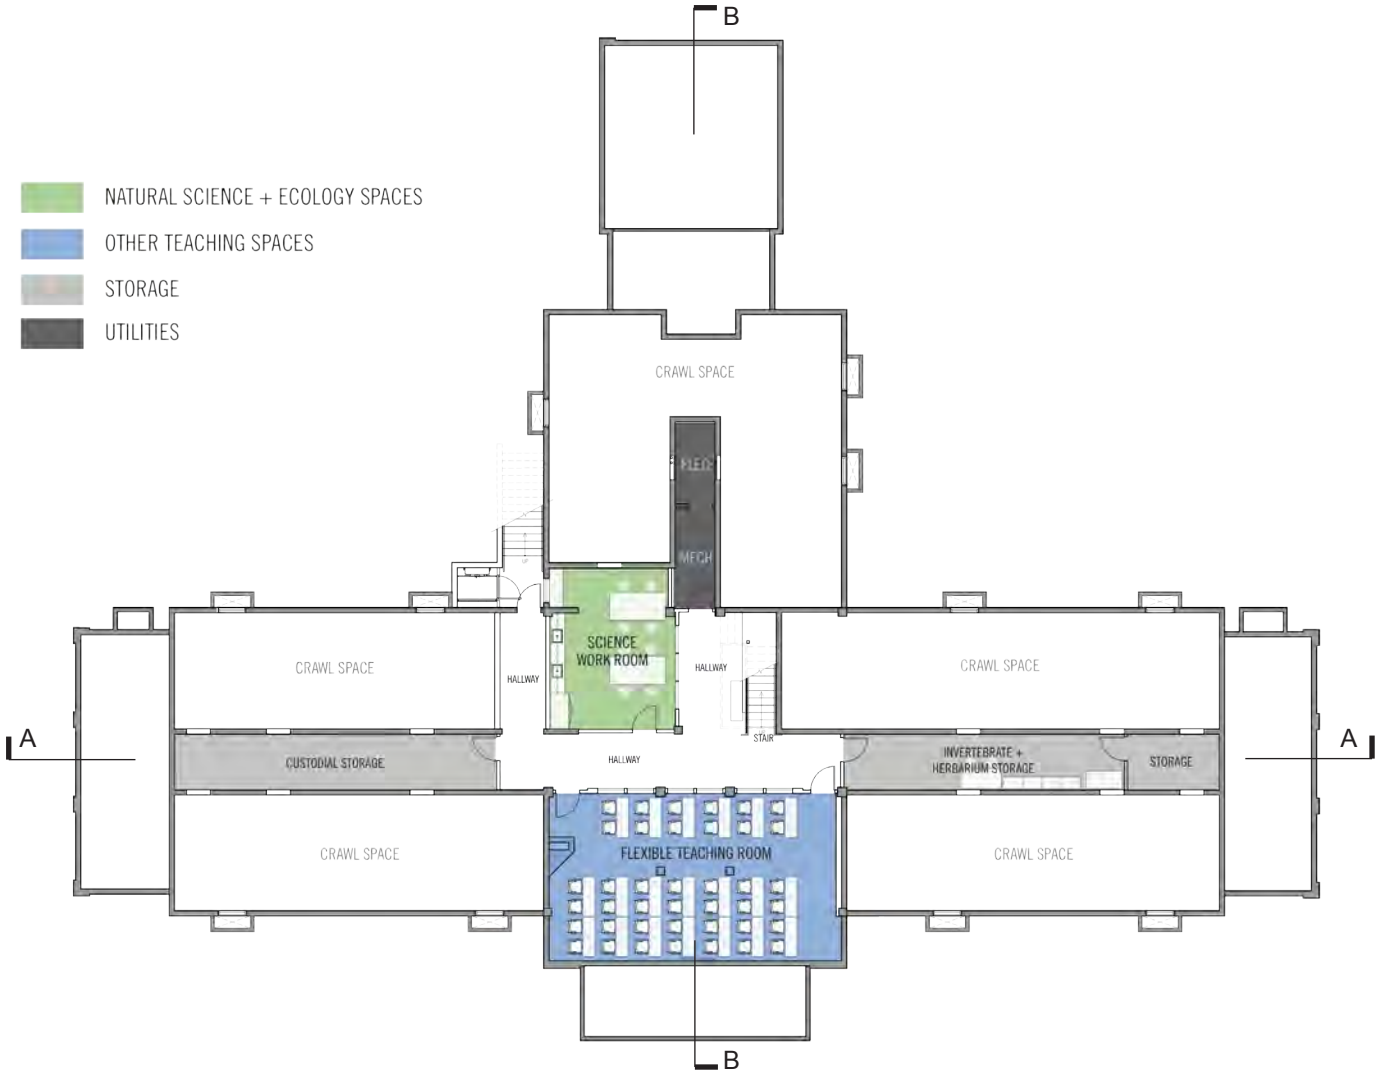 B
NATURAL SCIENCE + ECOLOGY SPACES
OTHER TEACHING SPACES
STORAGE
UTILITIES
CRAWL SPACE
ELEC
MECH
UP
SCIENCE
WORK ROOM
HALLWAY
HALLWAY
CRAWL SPACE
CRAWL SPACE
A
STAIR
A
CUSTODIAL STORAGE
HALLWAY
INVERTEBRATE +
HERBARIUM STORAGE
STORAGE
CRAWL SPACE
FLEXIBLE TEACHING ROOM
CRAWL SPACE
B